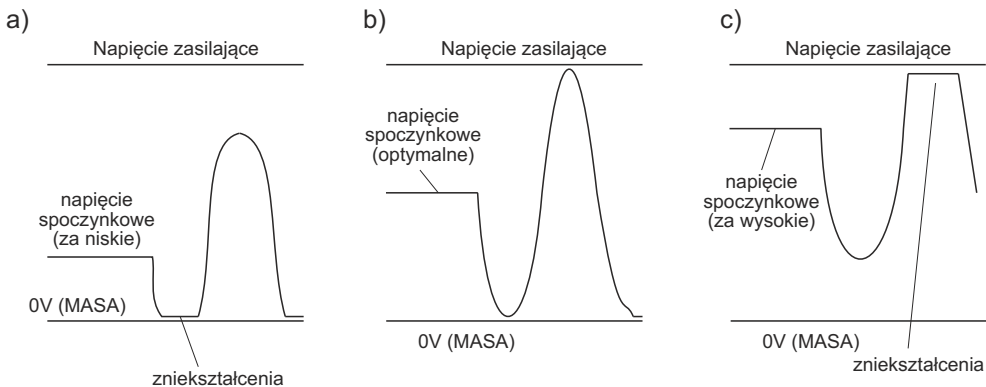 a)
Napięcie zasilające
napięcie
spoczynkowe
(za niskie)
0V (MASA)
zniekształcenia
b)
Napięcie zasilające
napięcie
spoczynkowe
(optymalne)
0V (MASA)
c)
Napięcie zasilające
napięcie
spoczynkowe
(za wysokie)
0V (MASA)
zniekształcenia